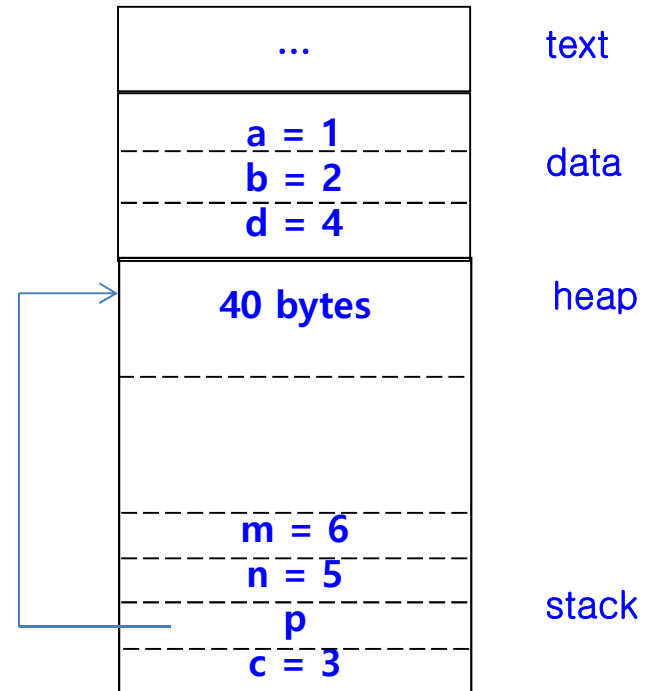 ...
text
a = 1
b = 2
data
d = 4
40 bytes
heap
m = 6
n = 5
p
stack
c = 3